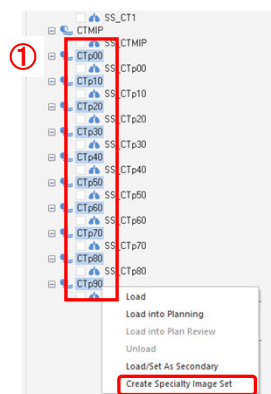 SS_CT1
CTMIP
SS_CTMIP
①
CTp00
SS_CTp00
CTp10
SS_CTp10
CTp20
SS_CTp20
CTp30
SS_CTp30
CTp40
SS_CTp40
CTp50
SS_CTp50
CTp60
SS_CTp60
CTp70
SS_CTp70
CTp80
SS_CTp80
CTp90
Load
Load into Planning
Load into Plan Review
Unload
Load/Set As Secondary
Create Specialty Image Set